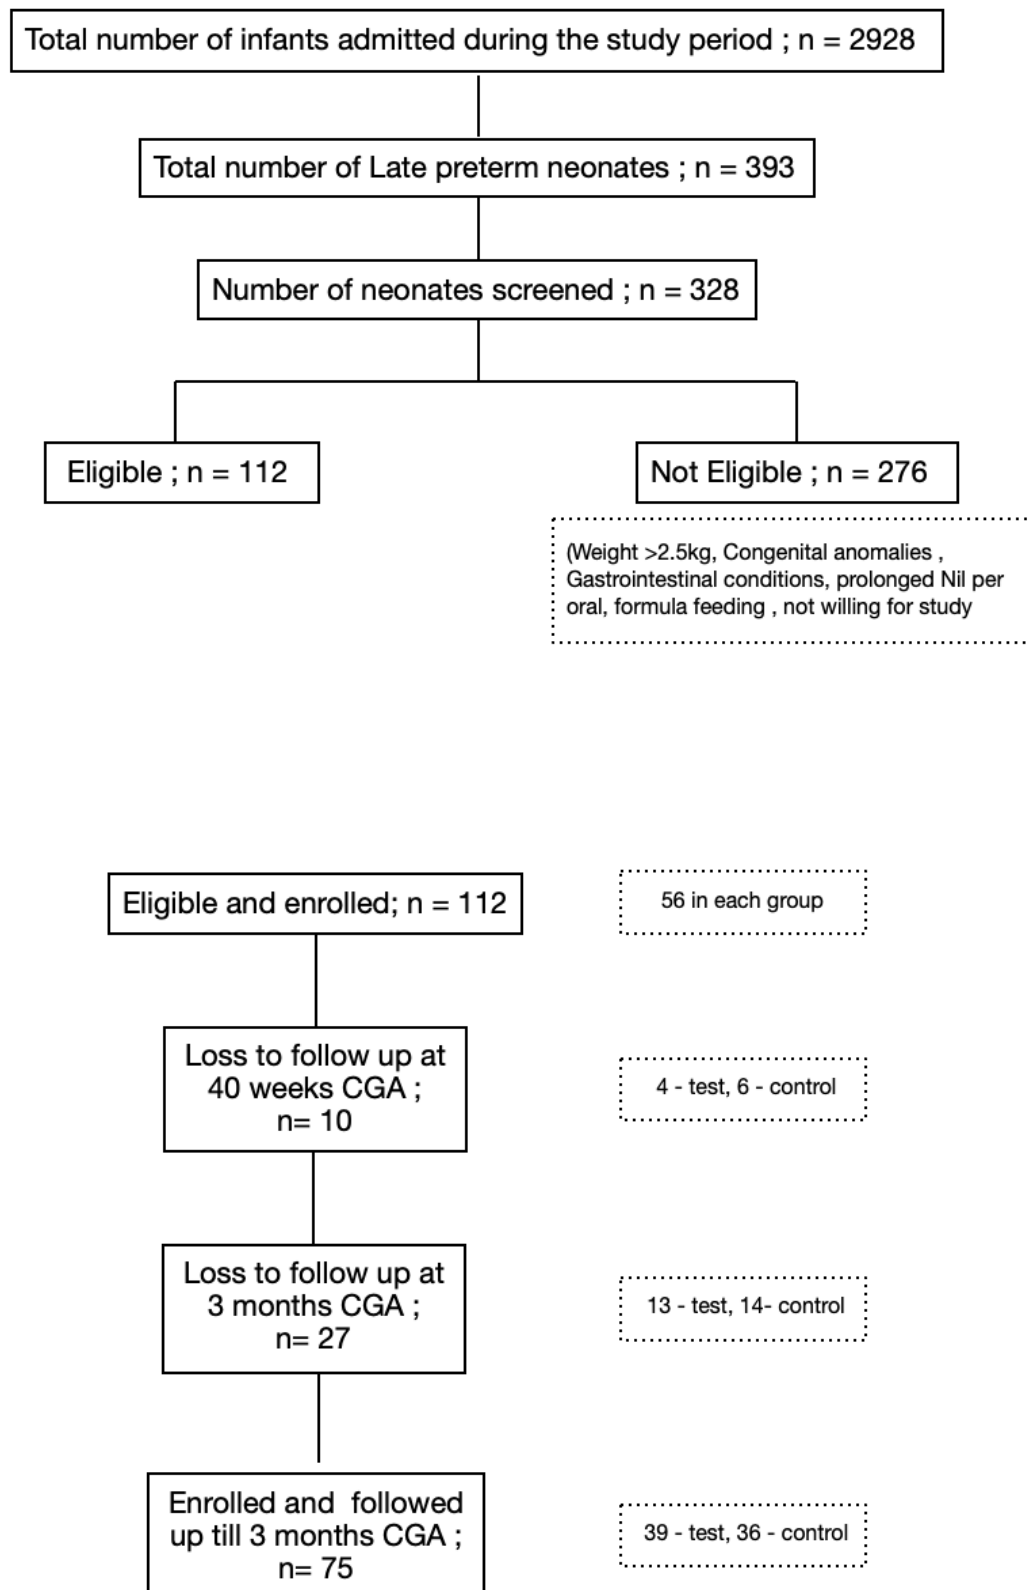 Total number of infants admitted during the study period ; n = 2928
Total number of Late preterm neonates ; n = 393
Number of neonates screened ; n = 328
Eligible ; n = 112
Not Eligible ; n = 276
(Weight >2.5kg, Congenital anomalies ,
Gastrointestinal conditions, prolonged Nil per
oral, formula feeding , not willing for study
Eligible and enrolled; n = 112
56 in each group
Loss to follow up at
40 weeks CGA ;
n= 10
4 - test, 6 - control
Loss to follow up at
3 months CGA ;
n= 27
13 - test, 14- control
Enrolled and followed
up till 3 months CGA ;
n= 75
39 - test, 36 - control